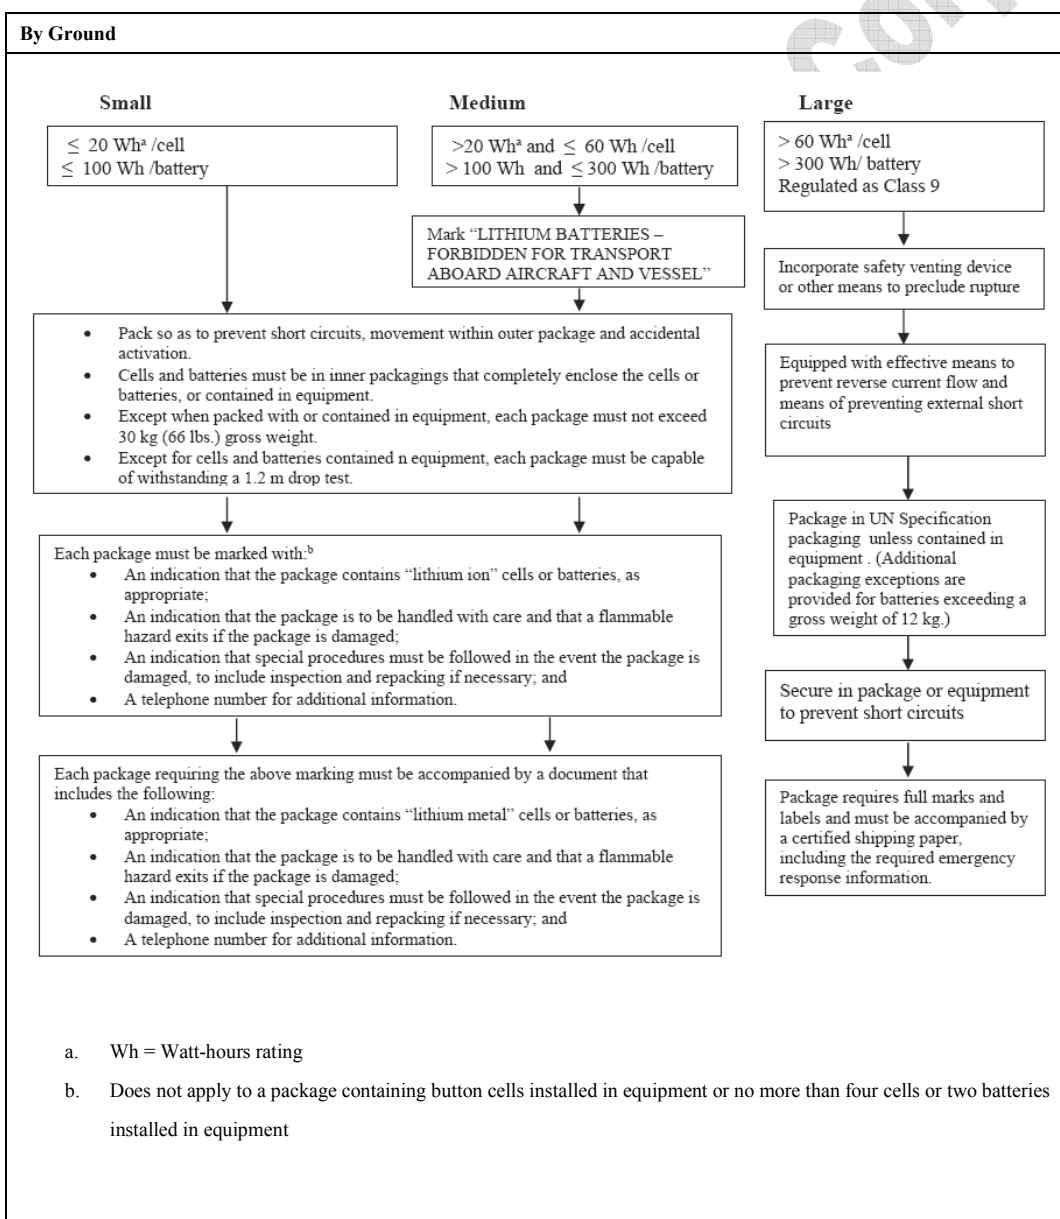 By Ground
Small
≤ 20 Whᵃ /cell
≤ 100 Wh /battery
Medium
>20 Whᵃ and ≤ 60 Wh /cell
> 100 Wh and ≤ 300 Wh /battery
Mark “LITHIUM BATTERIES –
FORBIDDEN FOR TRANSPORT
ABOARD AIRCRAFT AND VESSEL”
• Pack so as to prevent short circuits, movement within outer package and accidental
activation.
• Cells and batteries must be in inner packagings that completely enclose the cells or
batteries, or contained in equipment.
• Except when packed with or contained in equipment, each package must not exceed
30 kg (66 lbs.) gross weight.
• Except for cells and batteries contained n equipment, each package must be capable
of withstanding a 1.2 m drop test.
Each package must be marked with:ᵇ
• An indication that the package contains “lithium ion” cells or batteries, as
appropriate;
• An indication that the package is to be handled with care and that a flammable
hazard exits if the package is damaged;
• An indication that special procedures must be followed in the event the package is
damaged, to include inspection and repacking if necessary; and
• A telephone number for additional information.
Each package requiring the above marking must be accompanied by a document that
includes the following:
• An indication that the package contains “lithium metal” cells or batteries, as
appropriate;
• An indication that the package is to be handled with care and that a flammable
hazard exits if the package is damaged;
• An indication that special procedures must be followed in the event the package is
damaged, to include inspection and repacking if necessary; and
• A telephone number for additional information.
Large
> 60 Whᵃ /cell
> 300 Wh/ battery
Regulated as Class 9
Incorporate safety venting device
or other means to preclude rupture
Equipped with effective means to
prevent reverse current flow and
means of preventing external short
circuits
Package in UN Specification
packaging unless contained in
equipment . (Additional
packaging exceptions are
provided for batteries exceeding a
gross weight of 12 kg.)
Secure in package or equipment
to prevent short circuits
Package requires full marks and
labels and must be accompanied by
a certified shipping paper,
including the required emergency
response information.
a. Wh = Watt-hours rating
b. Does not apply to a package containing button cells installed in equipment or no more than four cells or two batteries
installed in equipment